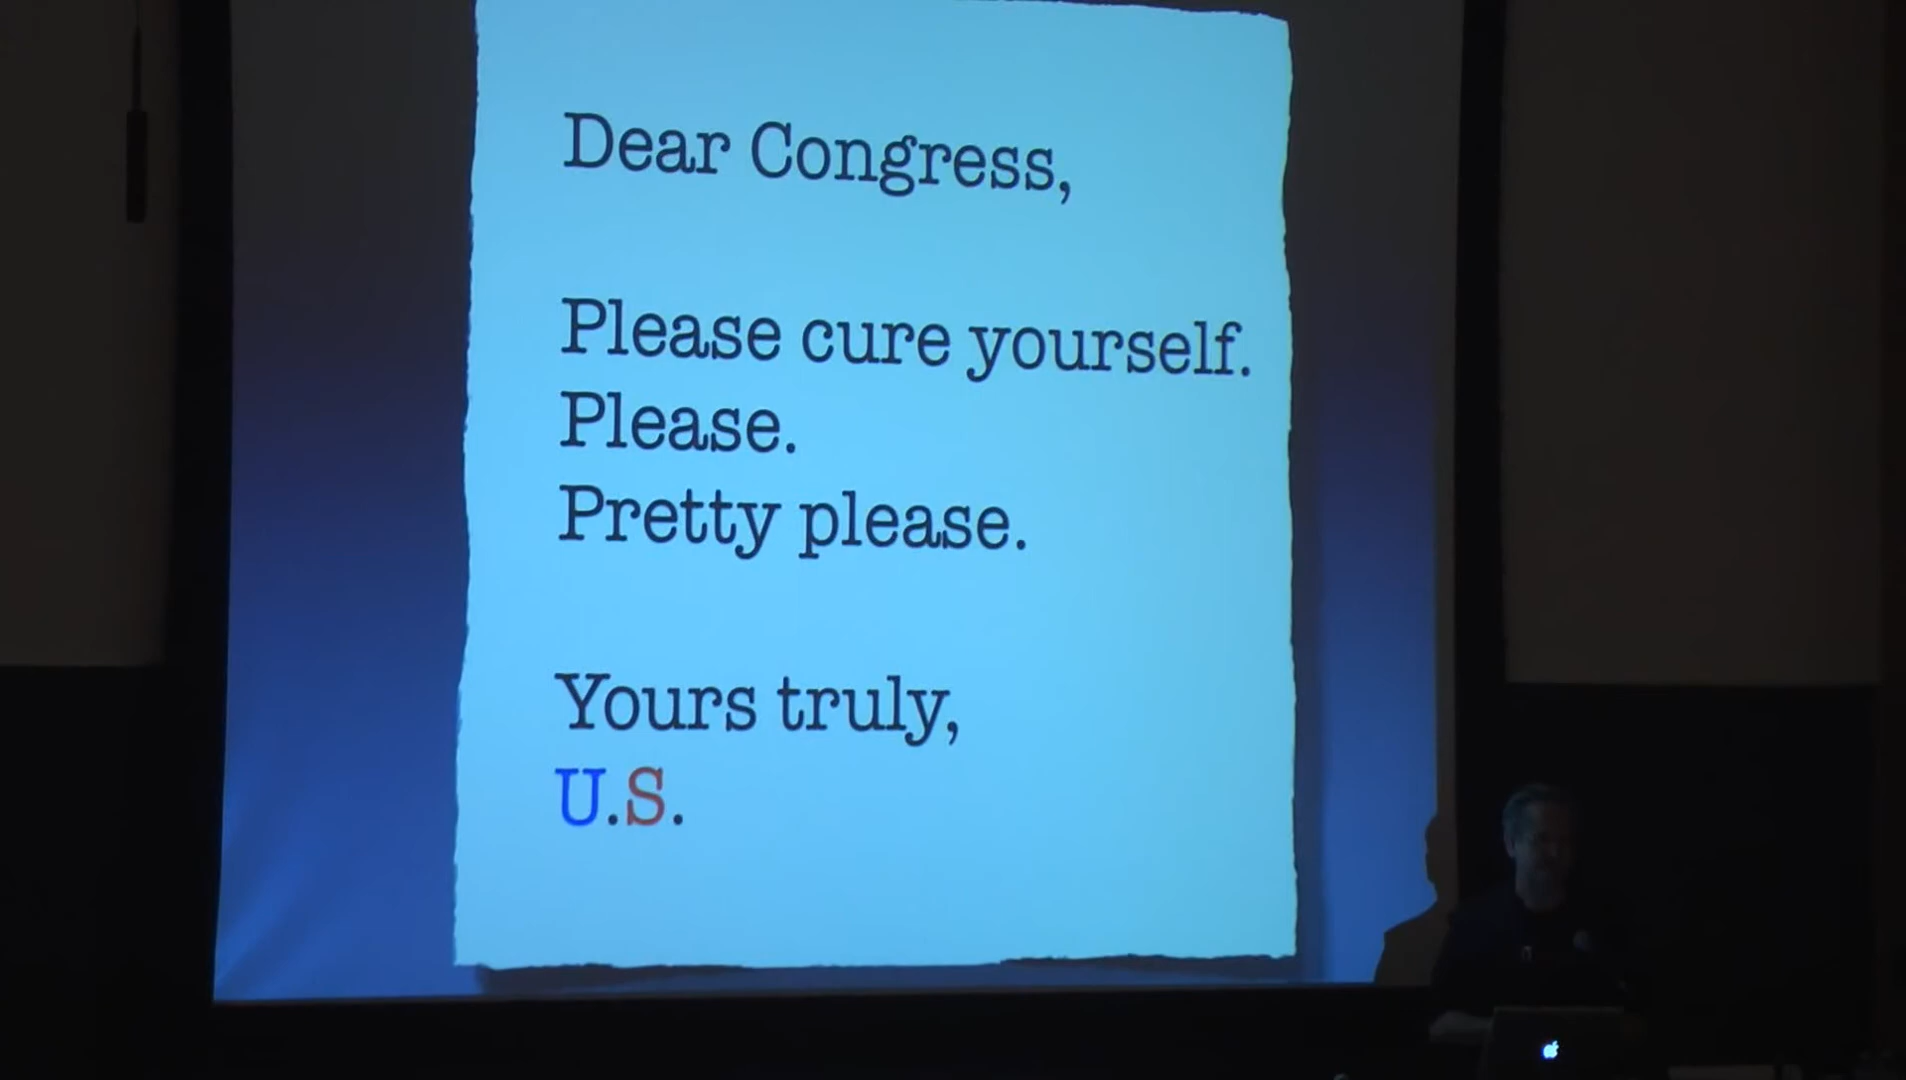 Dear Congress,
Please cure yourself.
Please.
Pretty please.
Yours truly,
U.S.